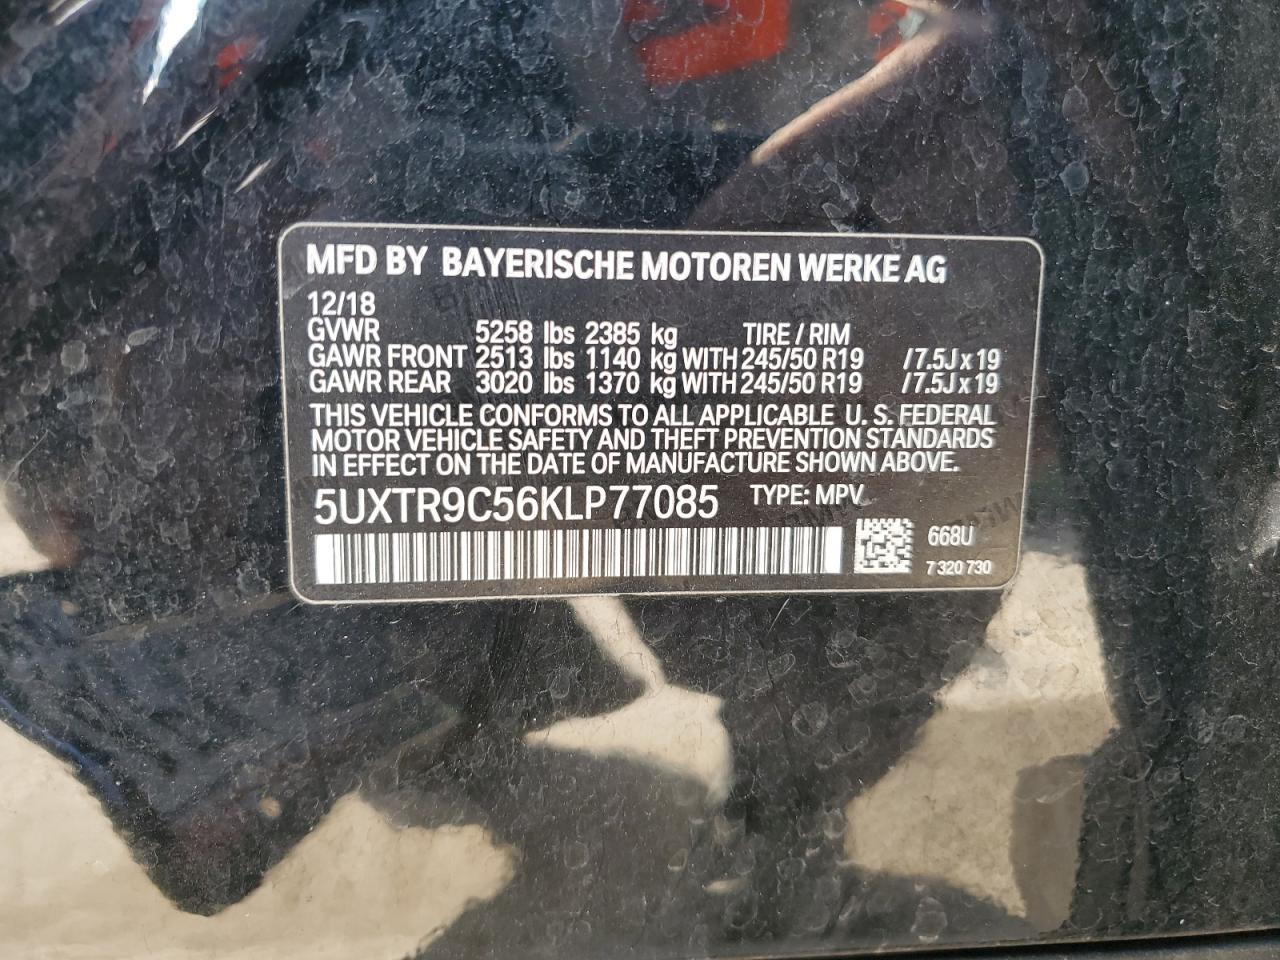 MFD BY BAYERISCHE MOTOREN WERKE AG
12/18
GVWR 5258 lbs 2385 kg TIRE / RIM
GAWR FRONT 2513 lbs 1140 kg WITH 245/50 R19 /7.5J x 19
GAWR REAR 3020 lbs 1370 kg WITH 245/50 R19 /7.5J x 19
THIS VEHICLE CONFORMS TO ALL APPLICABLE U.S. FEDERAL
MOTOR VEHICLE SAFETY AND THEFT PREVENTION STANDARDS
IN EFFECT ON THE DATE OF MANUFACTURE SHOWN ABOVE.
5UXTR9C56KLP77085 TYPE: MPV
668U
7 320 730